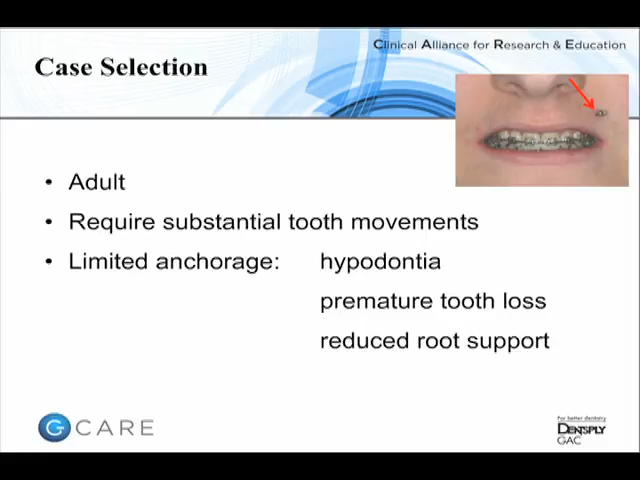 Clinical Alliance for Research & Education
Case Selection
• Adult
• Require substantial tooth movements
• Limited anchorage: hypodontia
premature tooth loss
reduced root support
G CARE
For better dentistry
DENTSPLY
GAC